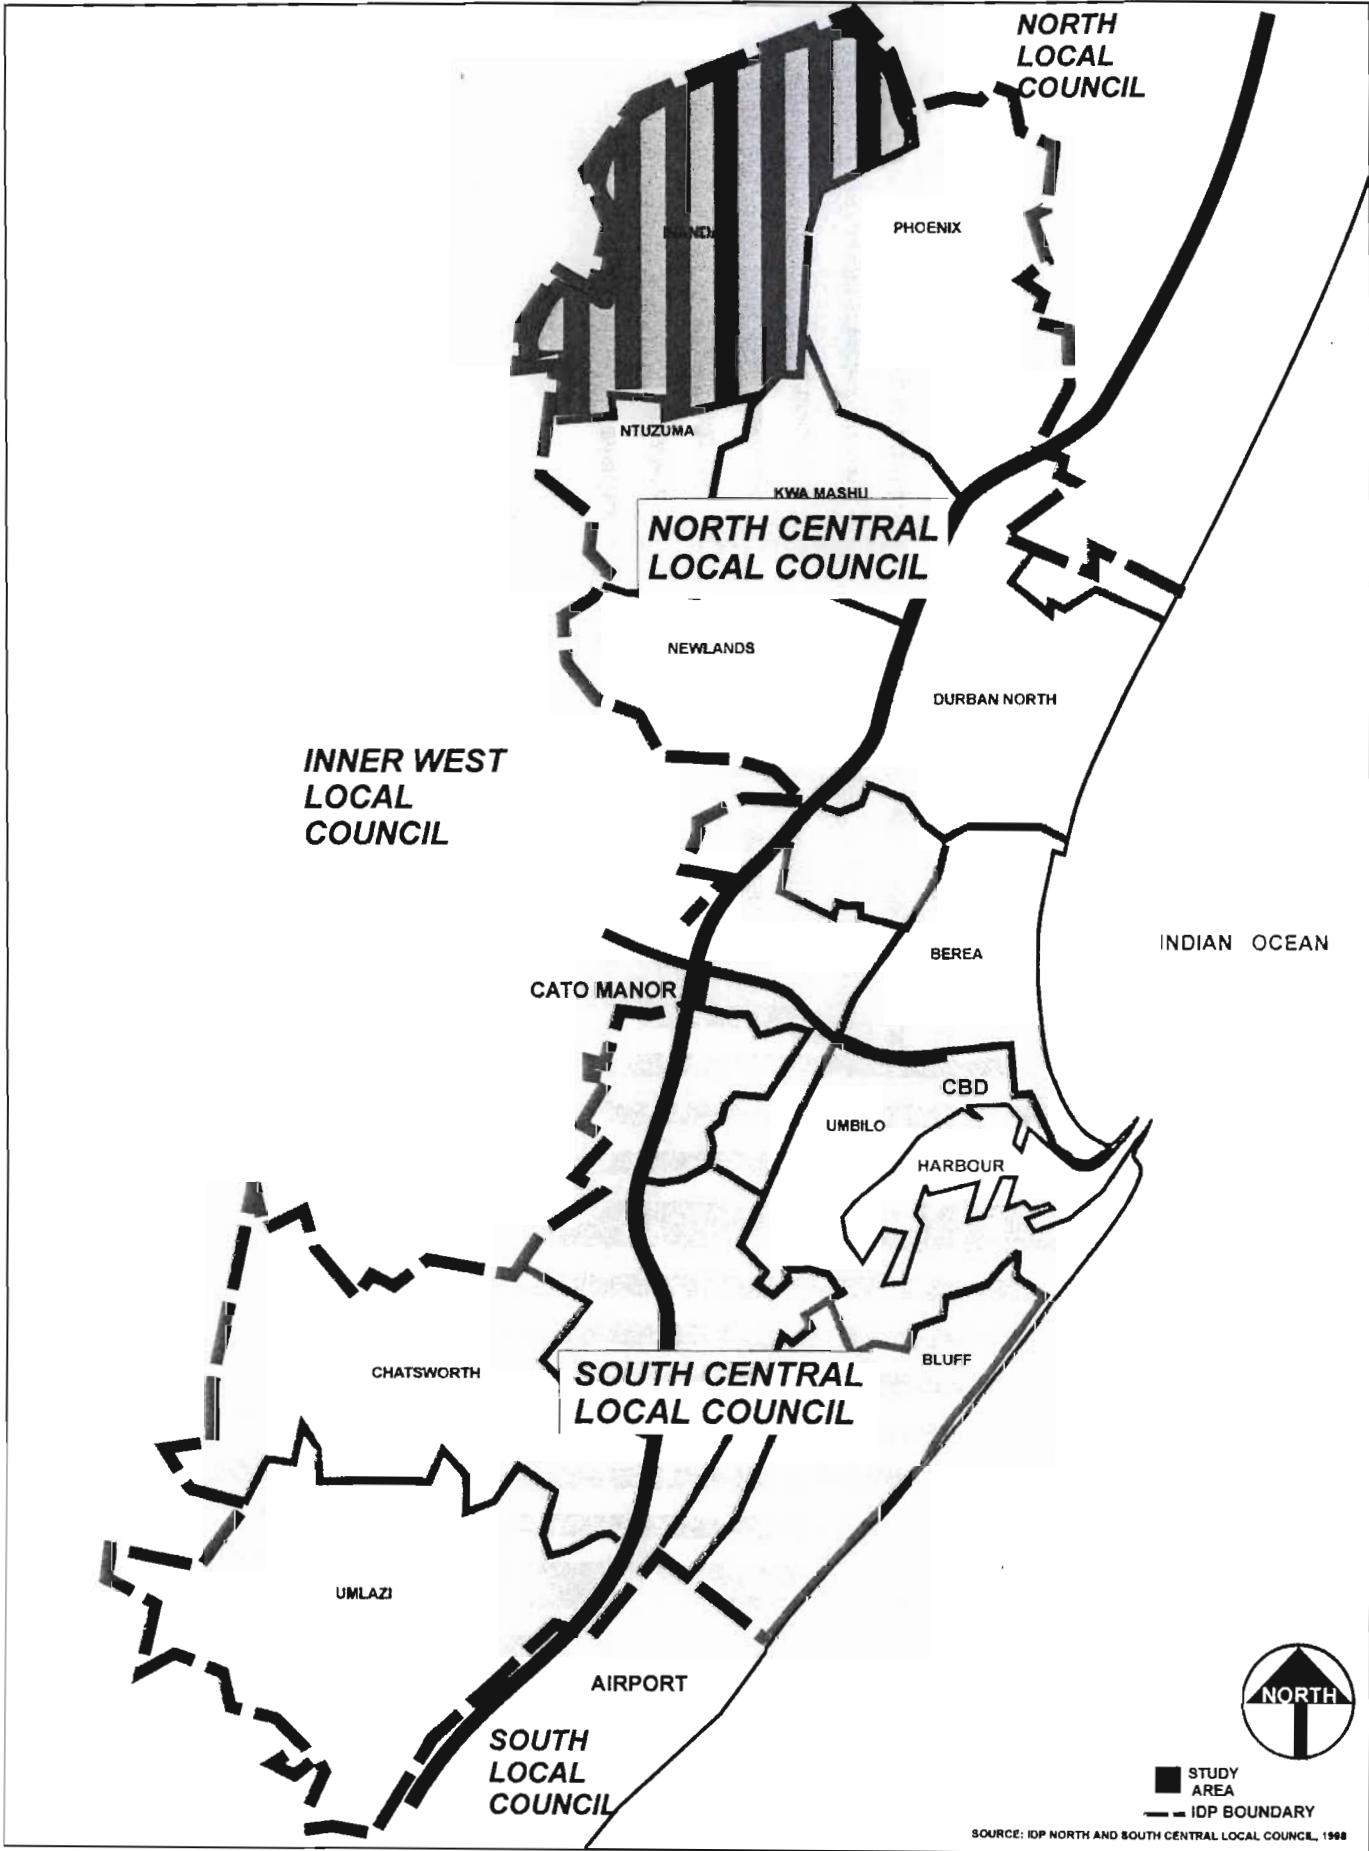 NORTH
LOCAL
COUNCIL
INANDA
PHOENIX
NTUZUMA
KWA MASHU
NORTH CENTRAL
LOCAL COUNCIL
NEWLANDS
DURBAN NORTH
INNER WEST
LOCAL
COUNCIL
INDIAN OCEAN
BEREA
CATO MANOR
CBD
UMBILO
HARBOUR
BLUFF
CHATSWORTH
SOUTH CENTRAL
LOCAL COUNCIL
UMLAZI
AIRPORT
SOUTH
LOCAL
COUNCIL
NORTH
STUDY
AREA
IDP BOUNDARY
SOURCE: IDP NORTH AND SOUTH CENTRAL LOCAL COUNCIL, 1998